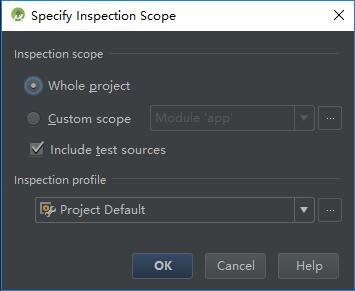 Specify Inspection Scope
Inspection scope
Whole project
Custom scope
Module 'app'
...
Include test sources
Inspection profile
Project Default
...
OK
Cancel
Help